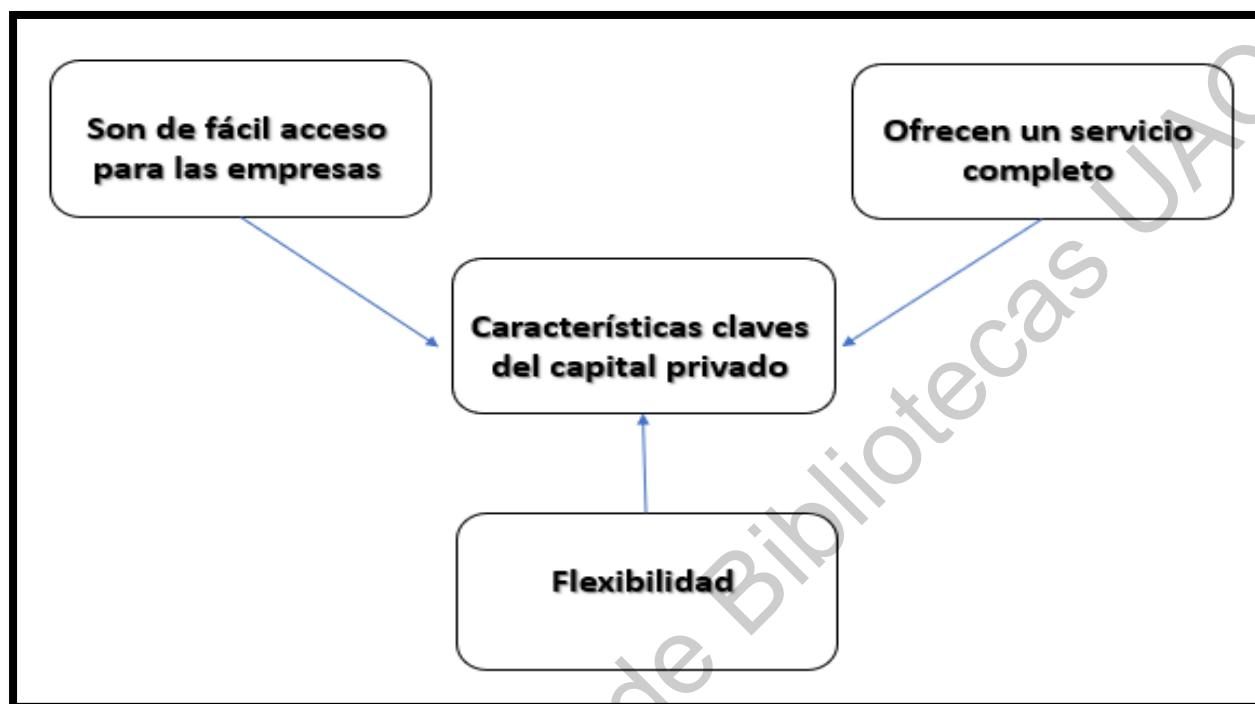 Son de fácil acceso
para las empresas
Ofrecen un servicio
completo
Características claves
del capital privado
Flexibilidad
de Bibliotecas